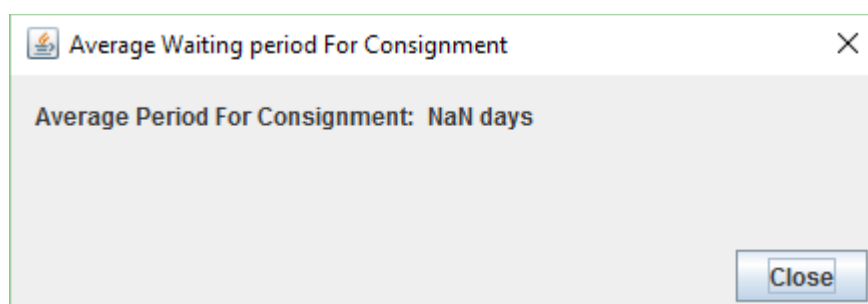 Average Waiting period For Consignment
Average Period For Consignment: NaN days
Close